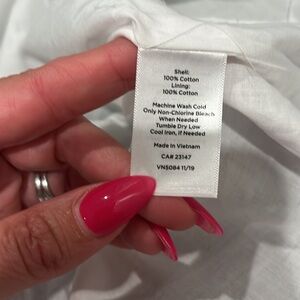 Shell:
100% Cotton
Lining:
100% Cotton
Machine Wash Cold
Only Non-Chlorine Bleach
When Needed
Tumble Dry Low
Cool Iron, If Needed
Made In Vietnam
CA# 23147
VN5084 11/19